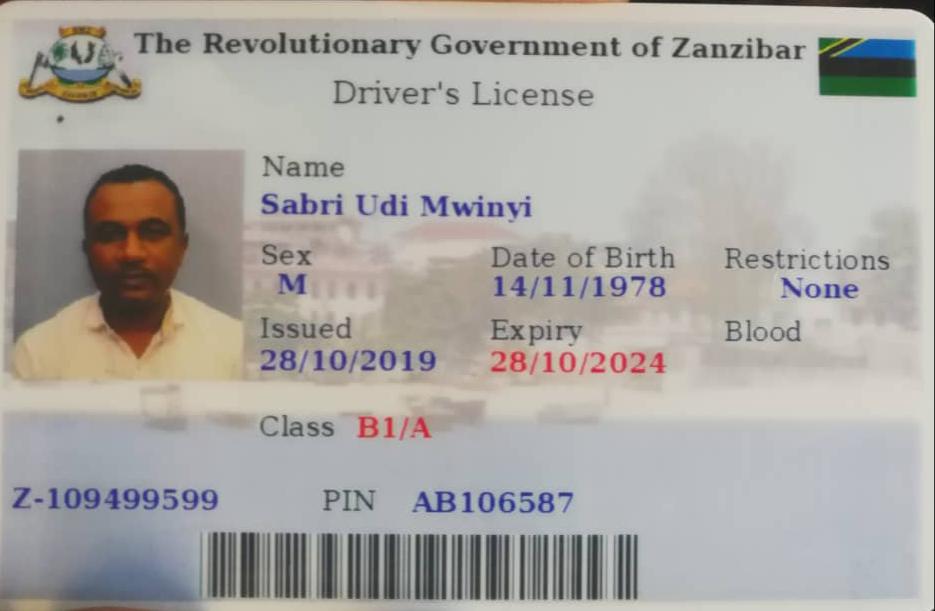 The Revolutionary Government of Zanzibar
Driver's License
Name
Sabri Udi Mwinyi
Sex Date of Birth Restrictions
M 14/11/1978 None
Issued Expiry Blood
28/10/2019 28/10/2024
Class B1/A
Z-109499599 PIN AB106587